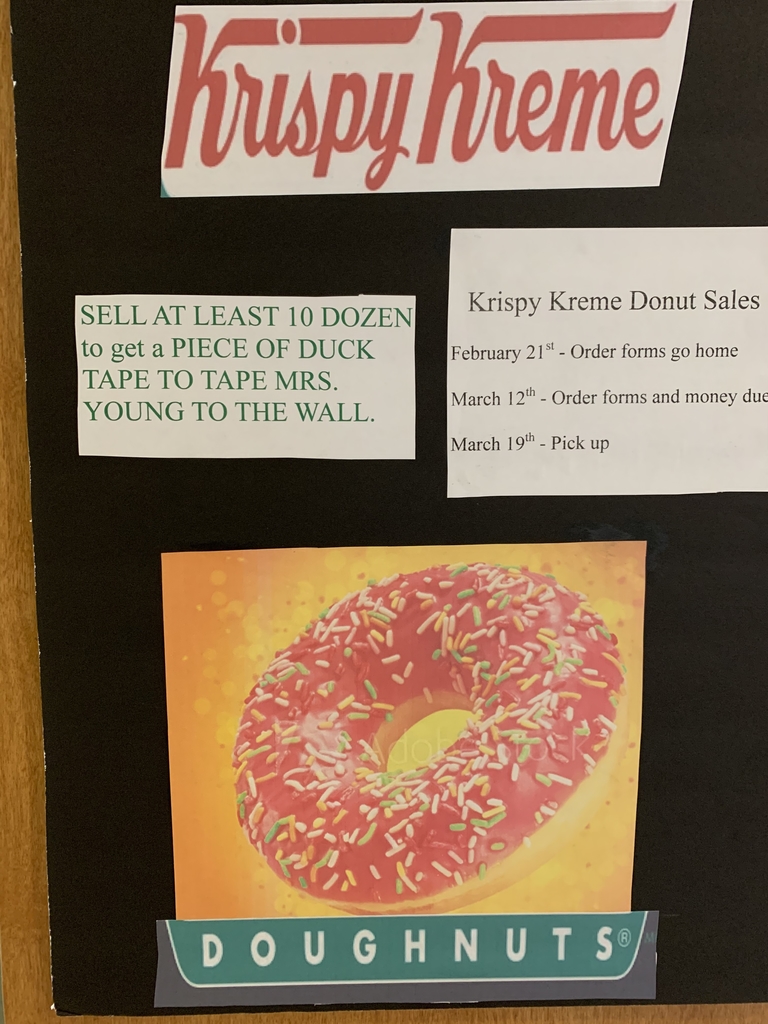 Krispy Kreme
SELL AT LEAST 10 DOZEN
to get a PIECE OF DUCK
TAPE TO TAPE MRS.
YOUNG TO THE WALL.
Krispy Kreme Donut Sales
February 21st - Order forms go home
March 12th - Order forms and money due
March 19th - Pick up
Adobe Stock
DOUGHNUTS®